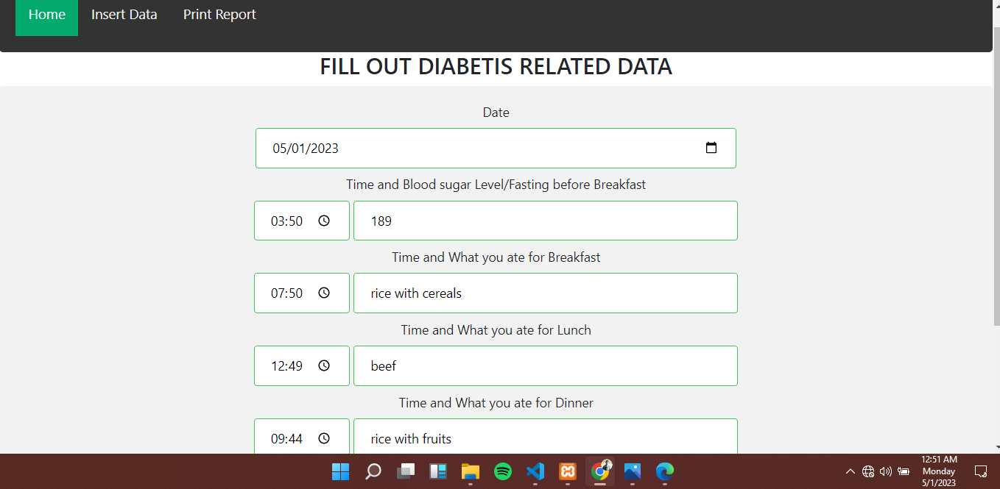 Home Insert Data Print Report
FILL OUT DIABETIS RELATED DATA
Date
05/01/2023
Time and Blood sugar Level/Fasting before Breakfast
03:50 189
Time and What you ate for Breakfast
07:50 rice with cereals
Time and What you ate for Lunch
12:49 beef
Time and What you ate for Dinner
09:44 rice with fruits
12:51 AM
Monday
5/1/2023